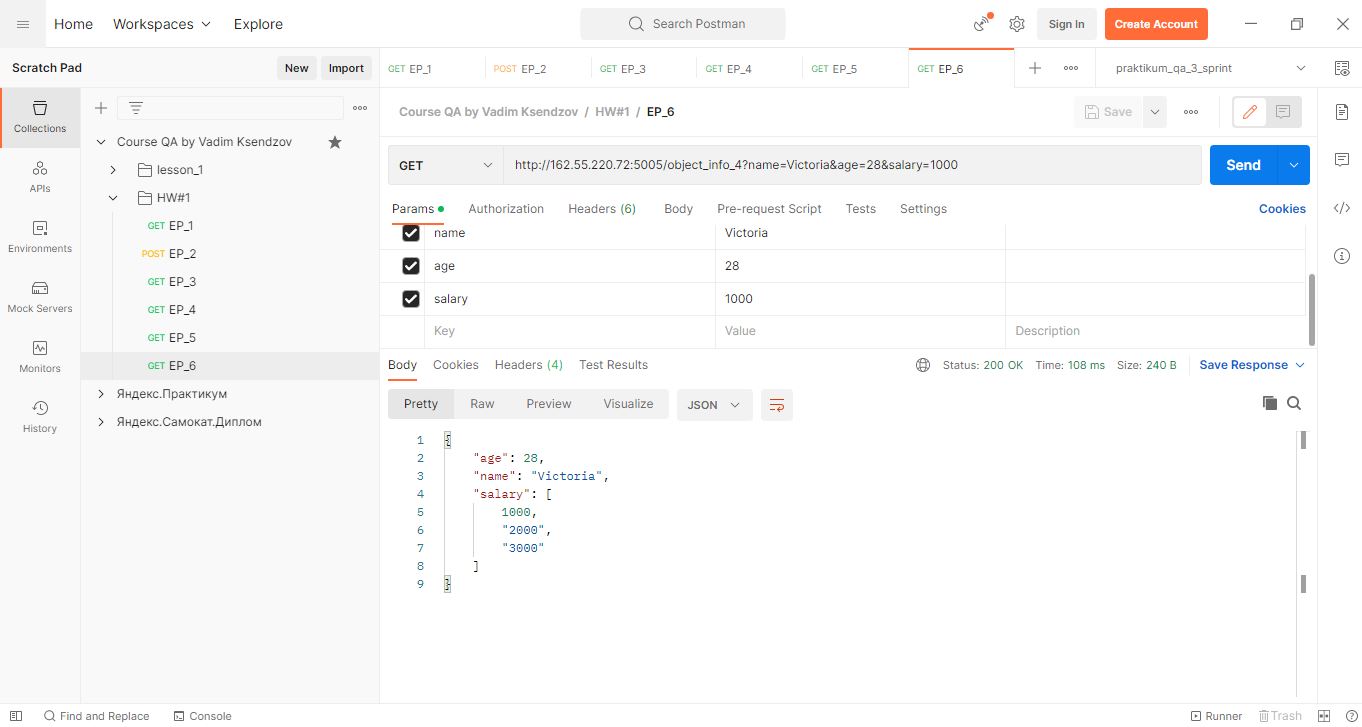 Home Workspaces Explore Search Postman Sign In Create Account
Scratch Pad New Import GET EP_1 POST EP_2 GET EP_3 GET EP_4 GET EP_5 GET EP_6 praktikum_qa_3_sprint
Collections
APIs
Environments
Mock Servers
Monitors
History
Course QA by Vadim Ksendzov
lesson_1
HW#1
GET EP_1
POST EP_2
GET EP_3
GET EP_4
GET EP_5
GET EP_6
Яндекс.Практикум
Яндекс.Самокат.Диплом
Course QA by Vadim Ksendzov / HW#1 / EP_6 Save
GET http://162.55.220.72:5005/object_info_4?name=Victoria&age=28&salary=1000 Send
Params Authorization Headers (6) Body Pre-request Script Tests Settings Cookies
name Victoria
age 28
salary 1000
Key Value Description
Body Cookies Headers (4) Test Results Status: 200 OK Time: 108 ms Size: 240 B Save Response
Pretty Raw Preview Visualize JSON
1 {
2 "age": 28,
3 "name": "Victoria",
4 "salary": [
5 1000,
6 "2000",
7 "3000"
8 ]
9 }
Find and Replace Console Runner Trash